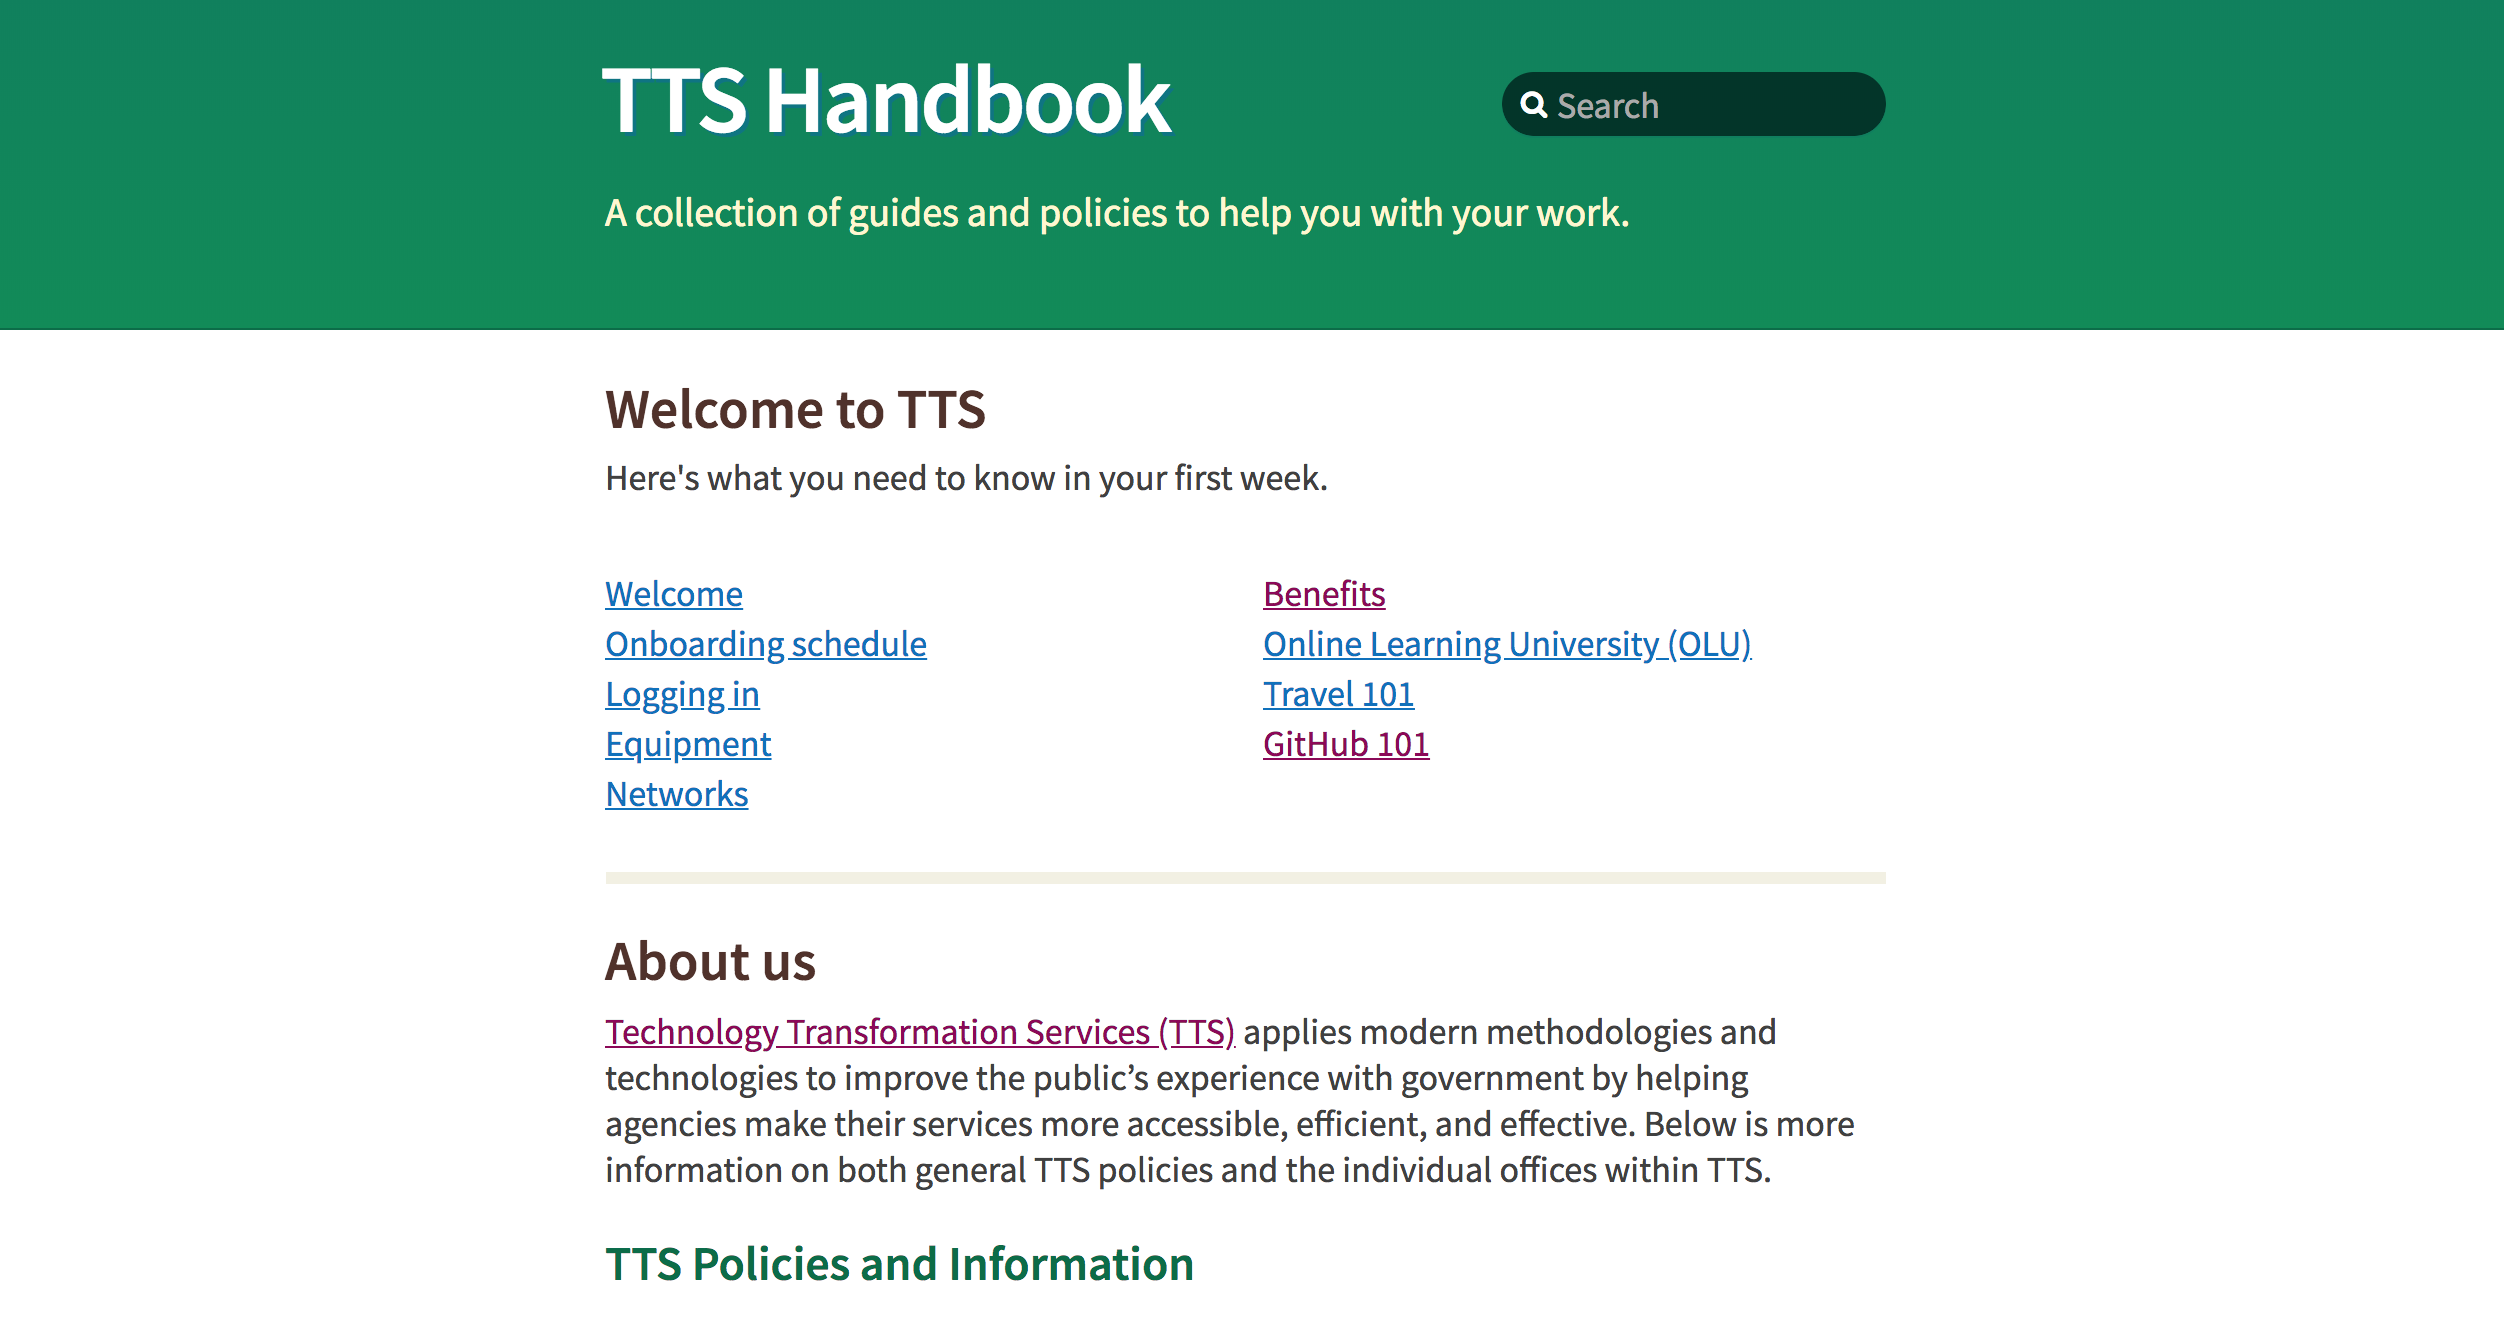 TTS Handbook
Search
A collection of guides and policies to help you with your work.
Welcome to TTS
Here's what you need to know in your first week.
Welcome
Onboarding schedule
Logging in
Equipment
Networks
Benefits
Online Learning University (OLU)
Travel 101
GitHub 101
About us
Technology Transformation Services (TTS) applies modern methodologies and
technologies to improve the public’s experience with government by helping
agencies make their services more accessible, efficient, and effective. Below is more
information on both general TTS policies and the individual offices within TTS.
TTS Policies and Information